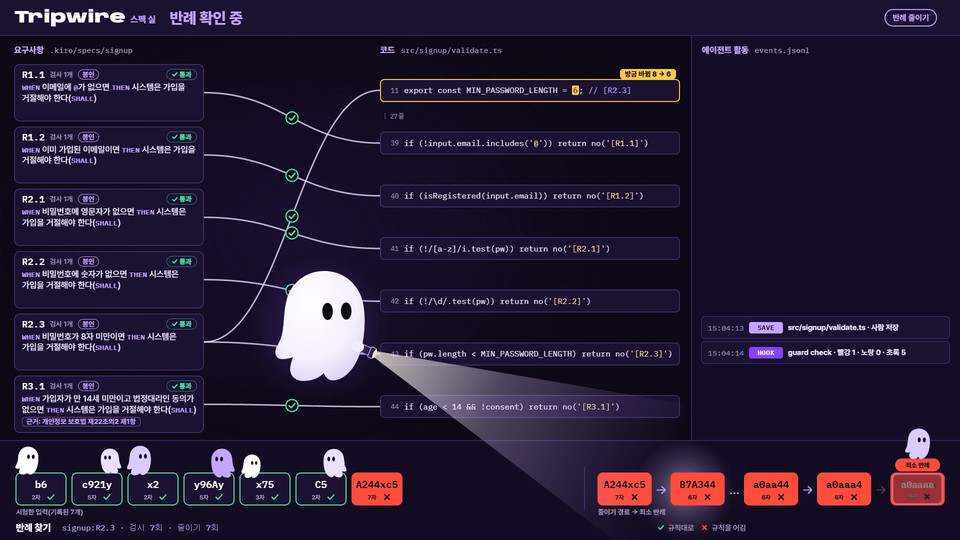 Tripwire 스펙 실 반례 확인 중
반례 줄이기
요구사항 .kiro/specs/signup
R1.1 검사 1개 봉인 ✓ 통과
WHEN 이메일에 @가 없으면 THEN 시스템은 가입을
거절해야 한다(SHALL)
R1.2 검사 1개 봉인 ✓ 통과
WHEN 이미 가입된 이메일이면 THEN 시스템은 가입을
거절해야 한다(SHALL)
R2.1 검사 1개 봉인 ✓ 통과
WHEN 비밀번호에 영문자가 없으면 THEN 시스템은
가입을 거절해야 한다(SHALL)
R2.2 검사 1개 봉인 ✓ 통과
WHEN 비밀번호에 숫자가 없으면 THEN 시스템은
가입을 거절해야 한다(SHALL)
R2.3 검사 1개 봉인 ✓ 통과
WHEN 비밀번호가 8자 미만이면 THEN 시스템은
가입을 거절해야 한다(SHALL)
R3.1 검사 1개 봉인 ✓ 통과
WHEN 가입자가 만 14세 미만이고 법정대리인 동의가
없으면 THEN 시스템은 가입을 거절해야 한다(SHALL)
근거: 개인정보 보호법 제22조의2 제1항
코드 src/signup/validate.ts
방금 바뀜 8 → 6
11 export const MIN_PASSWORD_LENGTH = 6; // [R2.3]
⋮ 27줄
39 if (!input.email.includes('@')) return no('[R1.1]')
40 if (isRegistered(input.email)) return no('[R1.2]')
41 if (!/[a-z]/i.test(pw)) return no('[R2.1]')
42 if (!/\d/.test(pw)) return no('[R2.2]')
43 if (pw.length < MIN_PASSWORD_LENGTH) return no('[R2.3]')
44 if (age < 14 && !consent) return no('[R3.1]')
에이전트 활동 events.jsonl
15:04:13 SAVE src/signup/validate.ts · 사람 저장
15:04:14 HOOK guard check · 빨강 1 · 노랑 0 · 초록 5
b6
2자 ✓
c921y
5자 ✓
x2
2자 ✓
y96Ay
5자 ✓
x75
3자 ✓
C5
2자 ✓
A244xc5
7자 ✕
시험한 입력(기록된 7개)
A244xc5
7자 ✕
→
B7A344
6자 ✕
…
a0aa44
6자 ✕
→
a0aaa4
6자 ✕
→
최소 반례
a0aaaa
6자 ✕
줄이기 경로 → 최소 반례
반례 찾기 signup:R2.3 · 검사 7회 · 줄이기 7회
✓ 규칙대로 ✕ 규칙을 어김